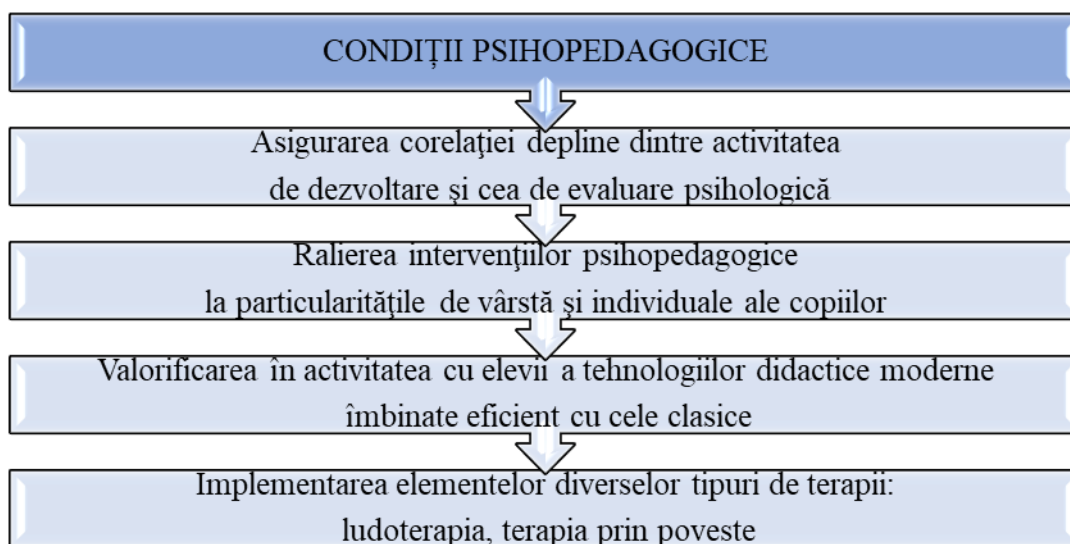 CONDIȚII PSIHOPEDAGOGICE
Asigurarea corelaţiei depline dintre activitatea
de dezvoltare și cea de evaluare psihologică
Ralierea intervenţiilor psihopedagogice
la particularităţile de vârstă și individuale ale copiilor
Valorificarea în activitatea cu elevii a tehnologiilor didactice moderne
îmbinate eficient cu cele clasice
Implementarea elementelor diverselor tipuri de terapii:
ludoterapia, terapia prin poveste